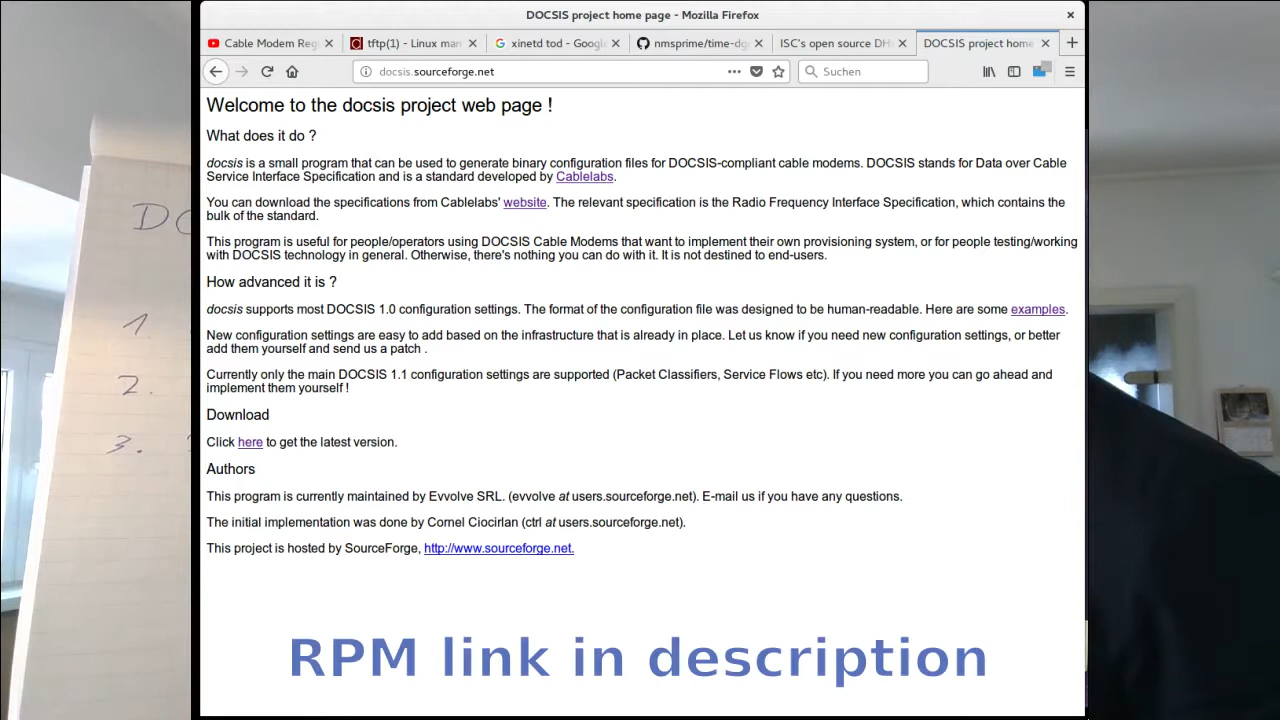 DOCSIS project home page - Mozilla Firefox
Cable Modem Reg
tftp(1) - Linux man
xinetd tod - Google
nmsprime/time-dg
ISC's open source DH
DOCSIS project home
docsis.sourceforge.net
Suchen
Welcome to the docsis project web page !
What does it do ?
docsis is a small program that can be used to generate binary configuration files for DOCSIS-compliant cable modems. DOCSIS stands for Data over Cable
Service Interface Specification and is a standard developed by Cablelabs.
You can download the specifications from Cablelabs' website. The relevant specification is the Radio Frequency Interface Specification, which contains the
bulk of the standard.
This program is useful for people/operators using DOCSIS Cable Modems that want to implement their own provisioning system, or for people testing/working
with DOCSIS technology in general. Otherwise, there's nothing you can do with it. It is not destined to end-users.
How advanced it is ?
docsis supports most DOCSIS 1.0 configuration settings. The format of the configuration file was designed to be human-readable. Here are some examples.
New configuration settings are easy to add based on the infrastructure that is already in place. Let us know if you need new configuration settings, or better
add them yourself and send us a patch .
Currently only the main DOCSIS 1.1 configuration settings are supported (Packet Classifiers, Service Flows etc). If you need more you can go ahead and
implement them yourself !
Download
Click here to get the latest version.
Authors
This program is currently maintained by Evvolve SRL. (evvolve at users.sourceforge.net). E-mail us if you have any questions.
The initial implementation was done by Cornel Ciocirlan (ctrl at users.sourceforge.net).
This project is hosted by SourceForge, http://www.sourceforge.net.
RPM link in description
DO
1.
2.
3.